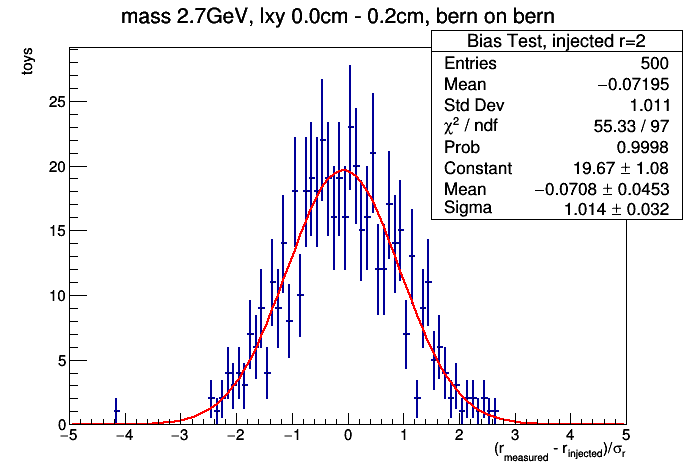 mass 2.7GeV, lxy 0.0cm - 0.2cm, bern on bern
toys
Bias Test, injected r=2
Entries 500
Mean −0.07195
Std Dev 1.011
χ² / ndf 55.33 / 97
Prob 0.9998
Constant 19.67 ± 1.08
Mean −0.0708 ± 0.0453
Sigma 1.014 ± 0.032
25
20
15
10
5
0
−5 −4 −3 −2 −1 0 1 2 3 4 5
(r_measured - r_injected)/σ_r